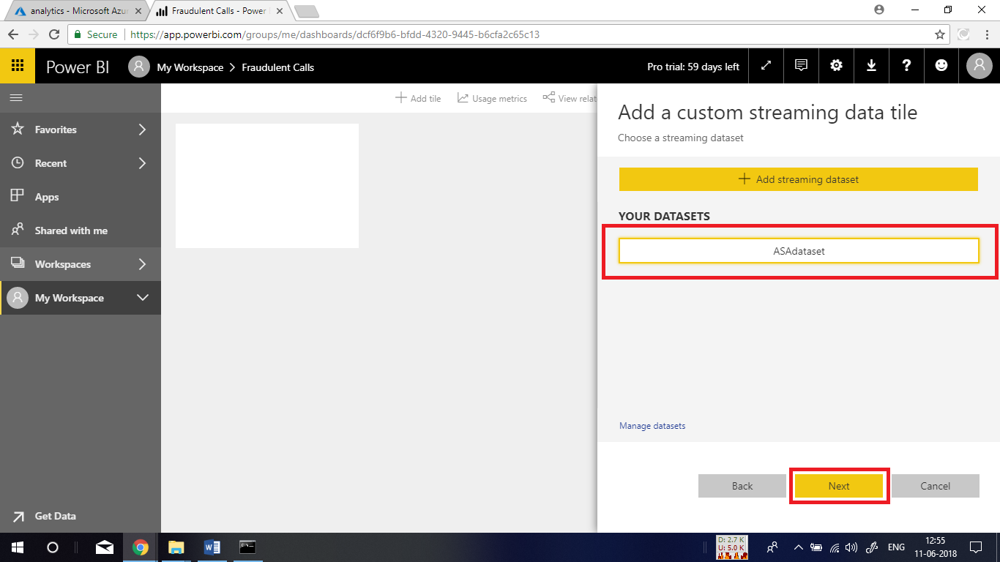 analytics - Microsoft Azur
Fraudulent Calls - Power
Secure
https://app.powerbi.com/groups/me/dashboards/dcf6f9b6-bfdd-4320-9445-b6cfa2c65c13
Power BI
My Workspace > Fraudulent Calls
Pro trial: 59 days left
Favorites
Recent
Apps
Shared with me
Workspaces
My Workspace
Get Data
Add tile
Usage metrics
View relat
Add a custom streaming data tile
Choose a streaming dataset
+ Add streaming dataset
YOUR DATASETS
ASAdataset
Manage datasets
Back
Next
Cancel
D: 2.7 K
U: 5.0 K
ENG
12:55
11-06-2018